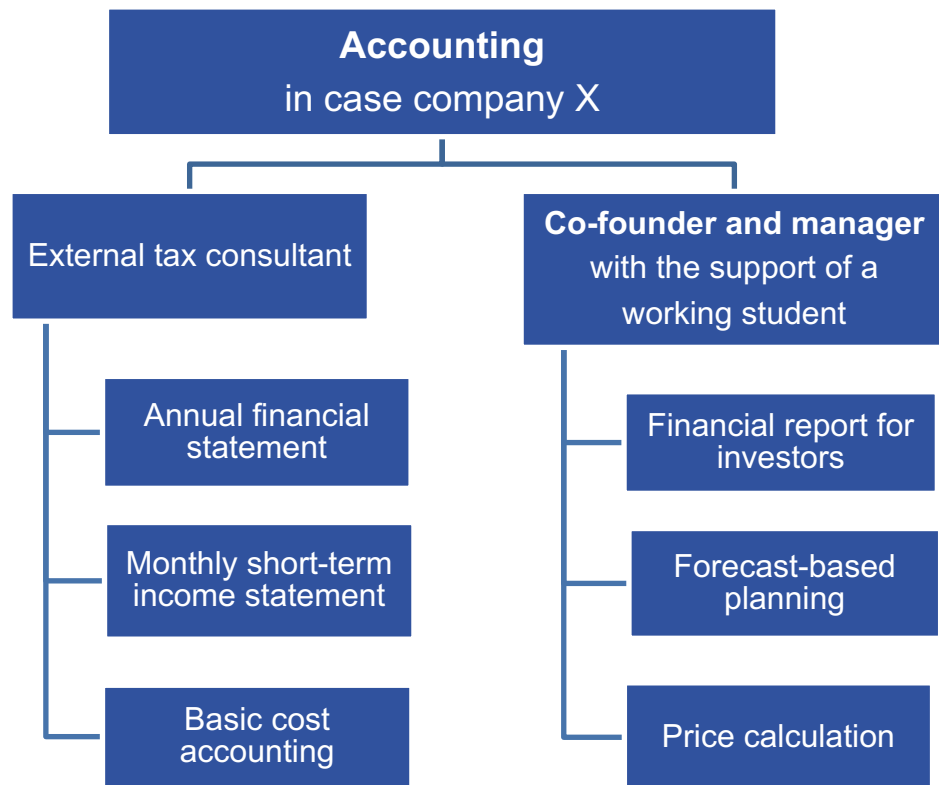 Accounting
in case company X
External tax consultant
Co-founder and manager
with the support of a
working student
Annual financial
statement
Monthly short-term
income statement
Basic cost
accounting
Financial report for
investors
Forecast-based
planning
Price calculation